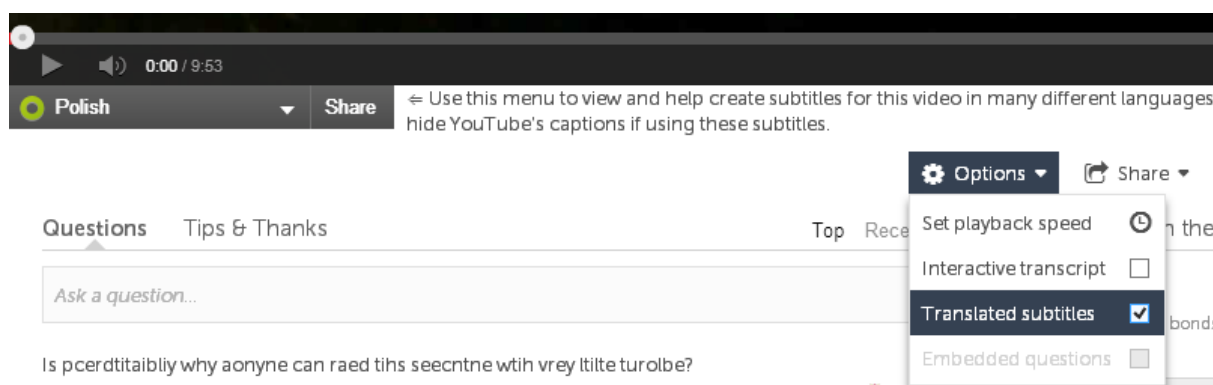 0:00 / 9:53
Polish Share
⇐ Use this menu to view and help create subtitles for this video in many different languages
hide YouTube's captions if using these subtitles.
Options Share
Questions Tips & Thanks Top Rece
Set playback speed
n the
Interactive transcript
Ask a question...
Translated subtitles
bond
Is pcerdtitaibliy why aonyne can raed tihs seecntne wtih vrey ltilte turolbe?
Embedded questions